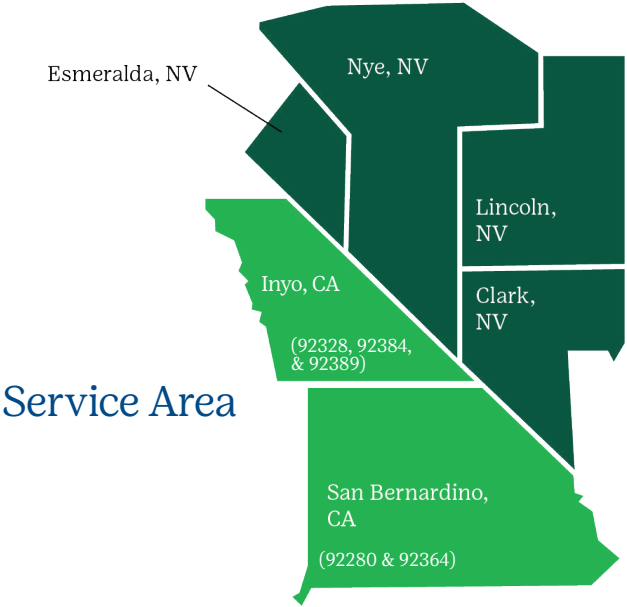 Esmeralda, NV
Nye, NV
Lincoln,
NV
Inyo, CA
Clark,
NV
(92328, 92384,
& 92389)
Service Area
San Bernardino,
CA
(92280 & 92364)